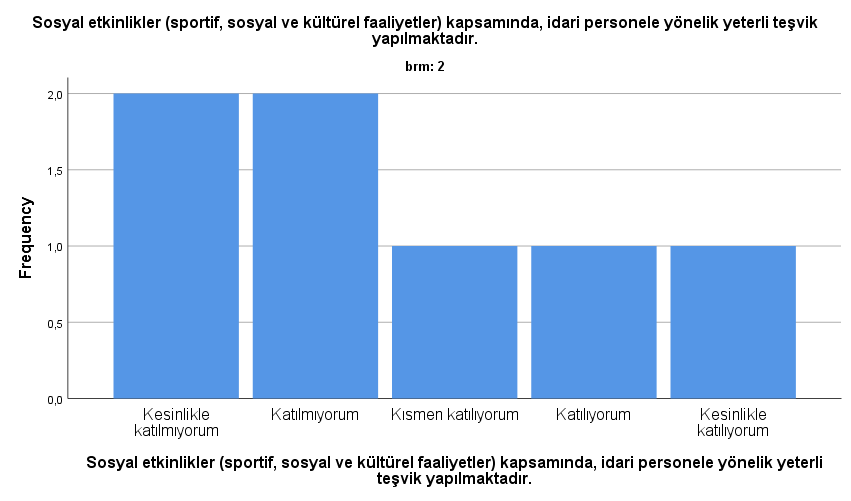 Sosyal etkinlikler (sportif, sosyal ve kültürel faaliyetler) kapsamında, idari personele yönelik yeterli teşvik
yapılmaktadır.
brm: 2
2,0
1,5
1,0
0,5
0,0
Frequency
Kesinlikle
katılmıyorum
Katılmıyorum
Kısmen katılıyorum
Katılıyorum
Kesinlikle
katılıyorum
Sosyal etkinlikler (sportif, sosyal ve kültürel faaliyetler) kapsamında, idari personele yönelik yeterli
teşvik yapılmaktadır.